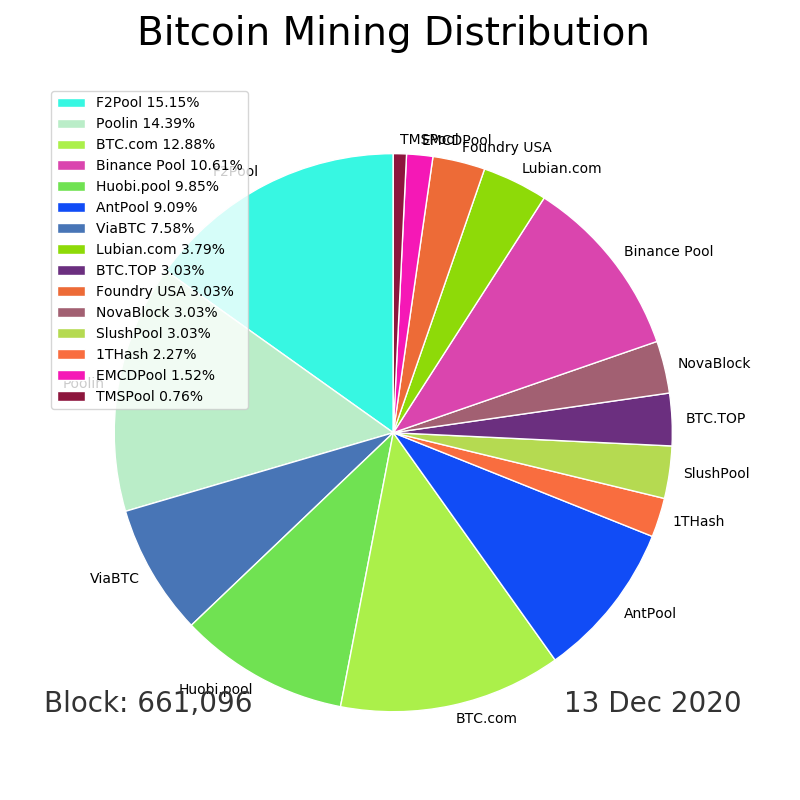 Bitcoin Mining Distribution
F2Pool 15.15%
Poolin 14.39%
BTC.com 12.88%
Binance Pool 10.61%
Huobi.pool 9.85%
AntPool 9.09%
ViaBTC 7.58%
Lubian.com 3.79%
BTC.TOP 3.03%
Foundry USA 3.03%
NovaBlock 3.03%
SlushPool 3.03%
1THash 2.27%
EMCDPool 1.52%
TMSPool 0.76%
TMSPool
EMCDPool
Foundry USA
Lubian.com
F2Pool
Binance Pool
NovaBlock
Poolin
BTC.TOP
SlushPool
1THash
ViaBTC
AntPool
Huobi.pool
BTC.com
Block: 661,096
13 Dec 2020